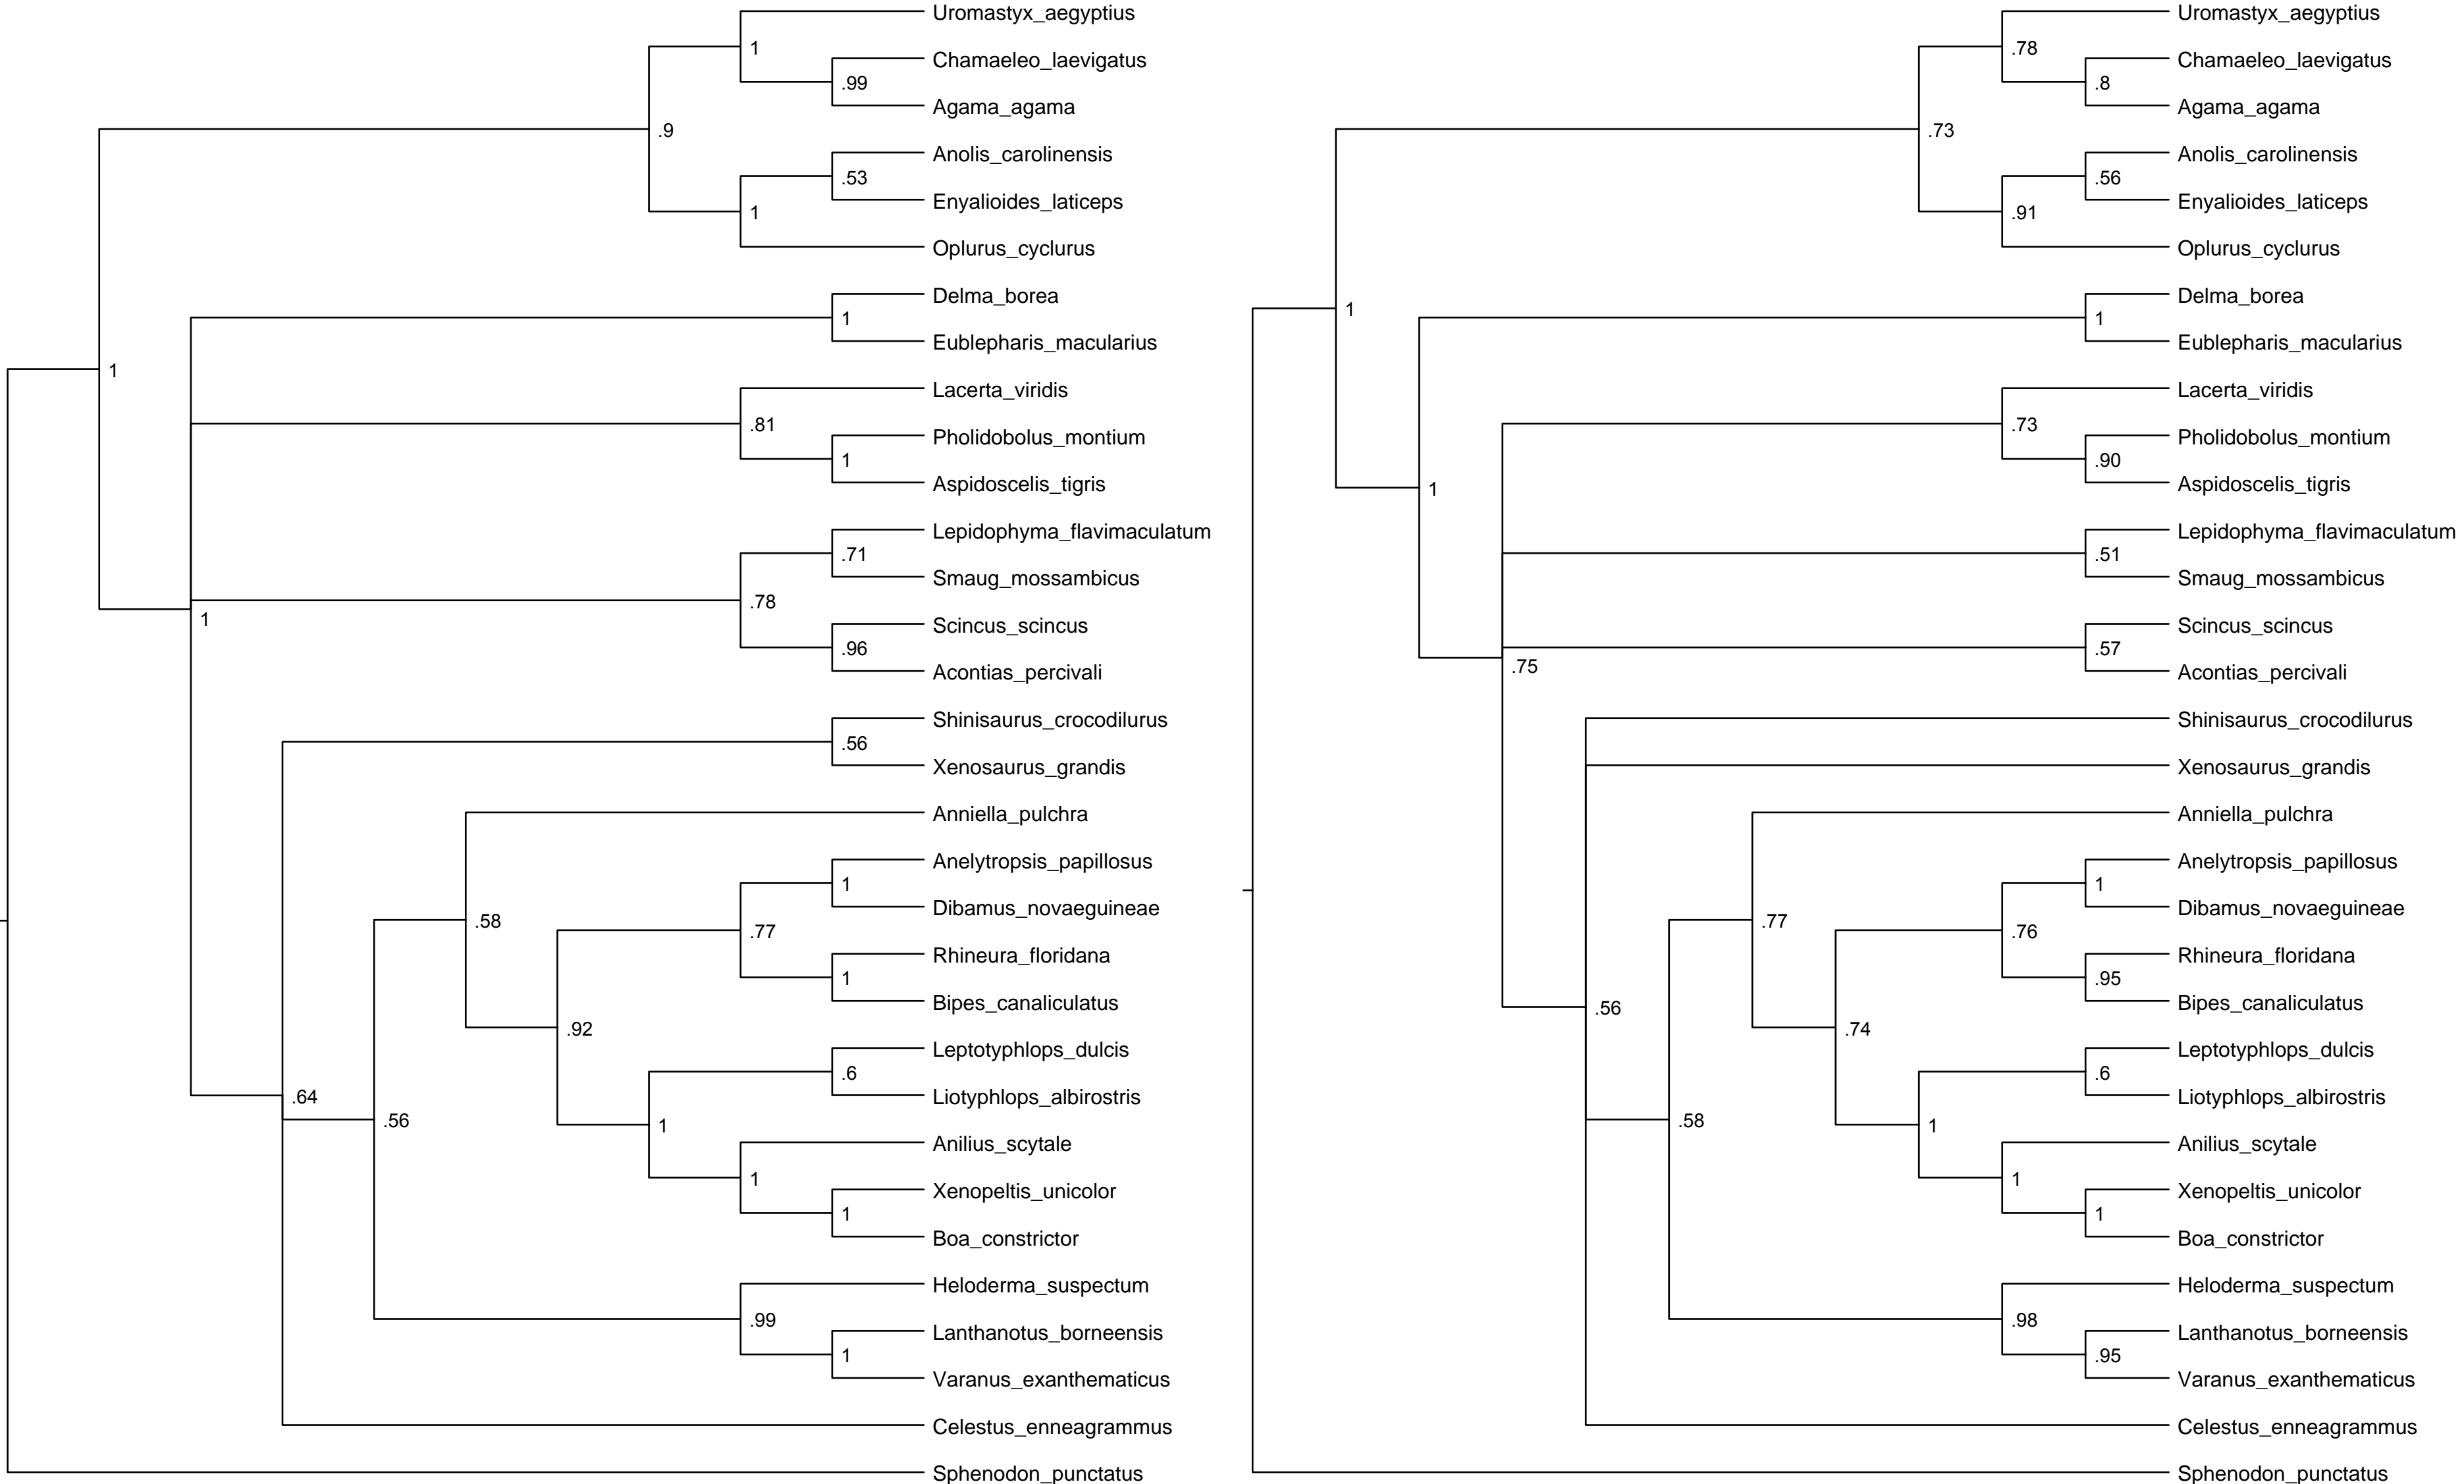 Uromastyx_aegyptius
1
Chamaeleo_laevigatus
.99
Agama_agama
.9
Anolis_carolinensis
.53
Enyalioides_laticeps
1
Oplurus_cyclurus
Delma_borea
1
Eublepharis_macularius
1
Lacerta_viridis
.81
Pholidobolus_montium
1
Aspidoscelis_tigris
Lepidophyma_flavimaculatum
.71
Smaug_mossambicus
.78
1
Scincus_scincus
.96
Acontias_percivali
Shinisaurus_crocodilurus
.56
Xenosaurus_grandis
Anniella_pulchra
Anelytropsis_papillosus
1
Dibamus_novaeguineae
.58
.77
Rhineura_floridana
1
Bipes_canaliculatus
.92
Leptotyphlops_dulcis
.6
Liotyphlops_albirostris
.64
.56
1
Anilius_scytale
1
Xenopeltis_unicolor
1
Boa_constrictor
Heloderma_suspectum
.99
Lanthanotus_borneensis
1
Varanus_exanthematicus
Celestus_enneagrammus
Sphenodon_punctatus
Uromastyx_aegyptius
.78
Chamaeleo_laevigatus
.8
Agama_agama
.73
Anolis_carolinensis
.56
Enyalioides_laticeps
.91
Oplurus_cyclurus
Delma_borea
1
1
Eublepharis_macularius
Lacerta_viridis
.73
Pholidobolus_montium
.90
Aspidoscelis_tigris
1
Lepidophyma_flavimaculatum
.51
Smaug_mossambicus
Scincus_scincus
.57
Acontias_percivali
.75
Shinisaurus_crocodilurus
Xenosaurus_grandis
Anniella_pulchra
Anelytropsis_papillosus
1
Dibamus_novaeguineae
.77
.76
Rhineura_floridana
.95
Bipes_canaliculatus
.56
.74
Leptotyphlops_dulcis
.6
Liotyphlops_albirostris
.58
1
Anilius_scytale
1
Xenopeltis_unicolor
1
Boa_constrictor
Heloderma_suspectum
.98
Lanthanotus_borneensis
.95
Varanus_exanthematicus
Celestus_enneagrammus
Sphenodon_punctatus